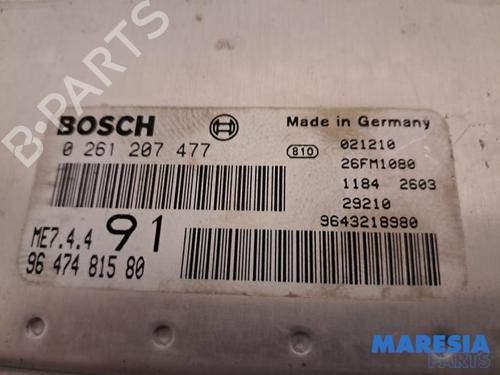 BOSCH
Made in Germany
0 261 207 477
810
021210
26FM1080
1184 2603
29210
9643218980
ME7.4.4 91
96 474 815 80
B-PARTS
MARESIA
PARTS